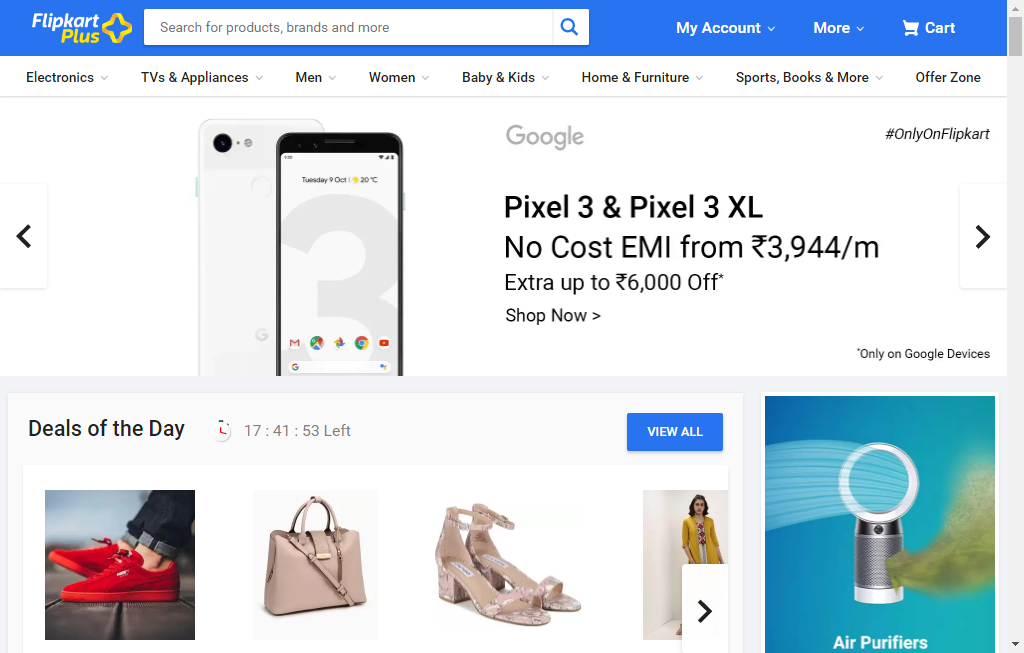 Flipkart
Plus
Search for products, brands and more
My Account
More
Cart
Electronics
TVs & Appliances
Men
Women
Baby & Kids
Home & Furniture
Sports, Books & More
Offer Zone
Google
#OnlyOnFlipkart
Tuesday 9 Oct | 20 °C
Pixel 3 & Pixel 3 XL
No Cost EMI from ₹3,944/m
Extra up to ₹6,000 Off*
Shop Now >
*Only on Google Devices
Deals of the Day
17 : 41 : 53 Left
VIEW ALL
Air Purifiers